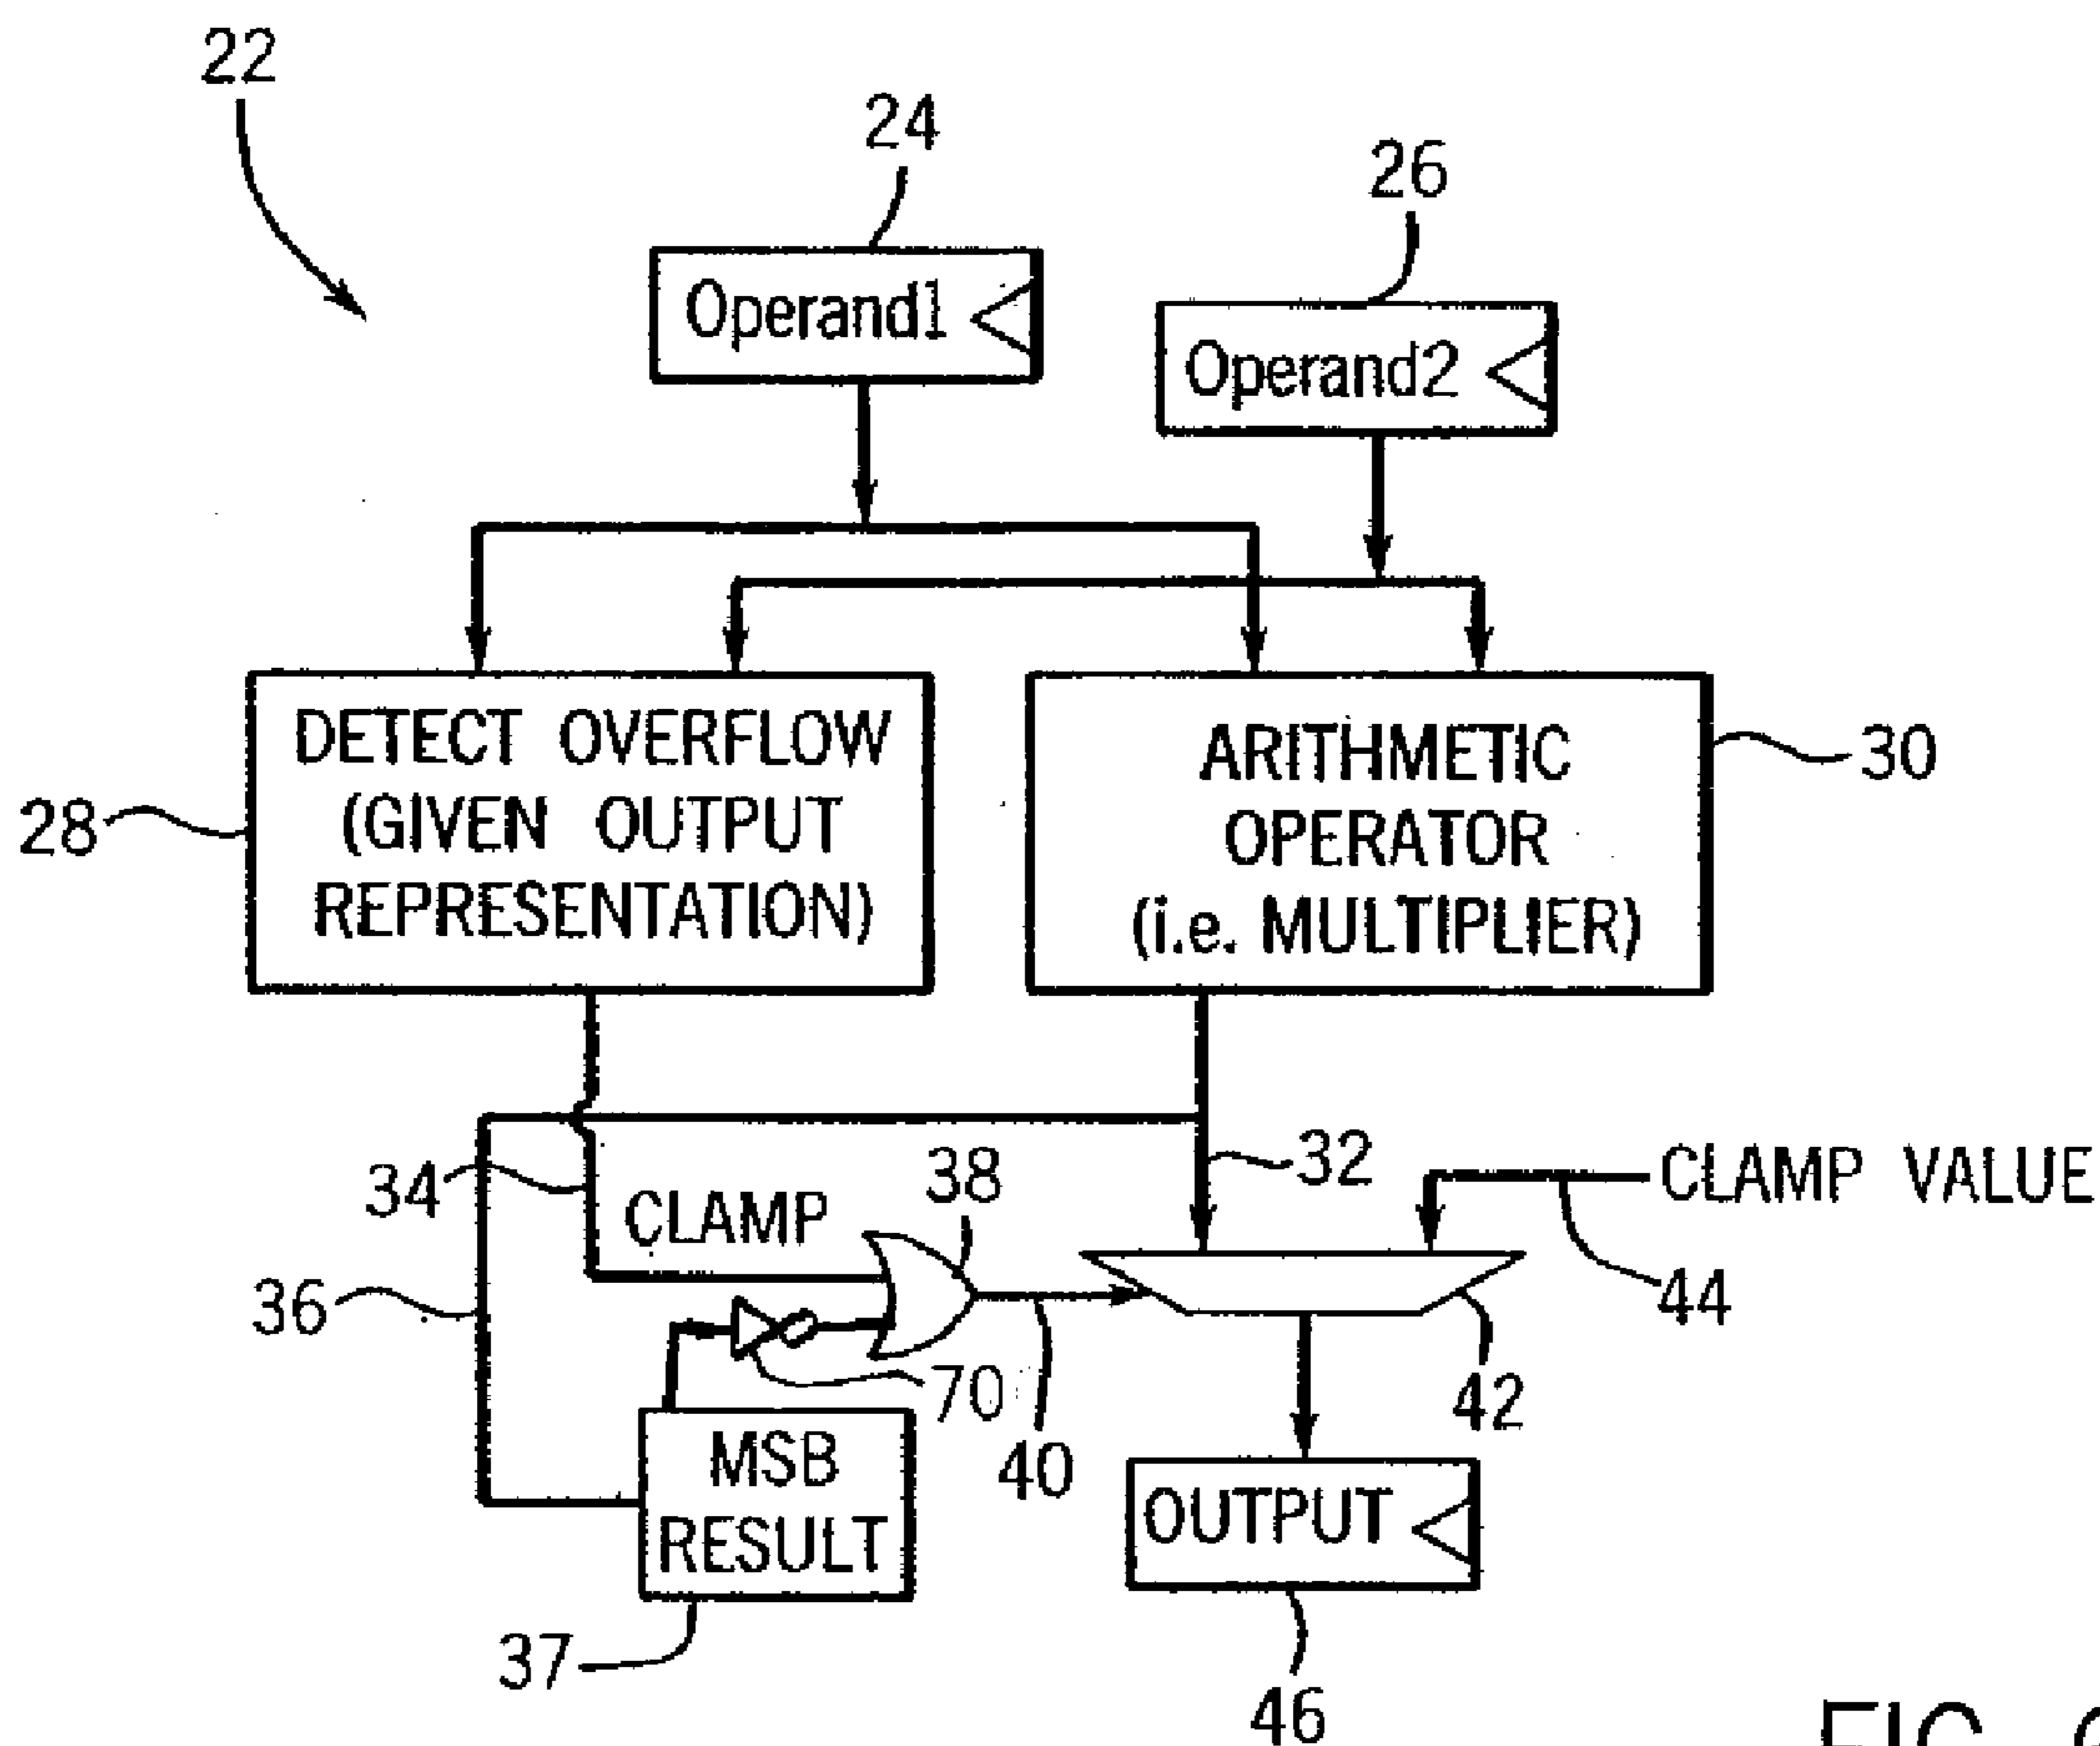 22
24
26
Operand1
Operand2
DETECT OVERFLOW
(GIVEN OUTPUT
REPRESENTATION)
28
ARITHMETIC
OPERATOR
(i.e. MULTIPLIER)
30
34
CLAMP
38
32
CLAMP VALUE
36
44
70
42
40
MSB
RESULT
OUTPUT
37
46
FIG.